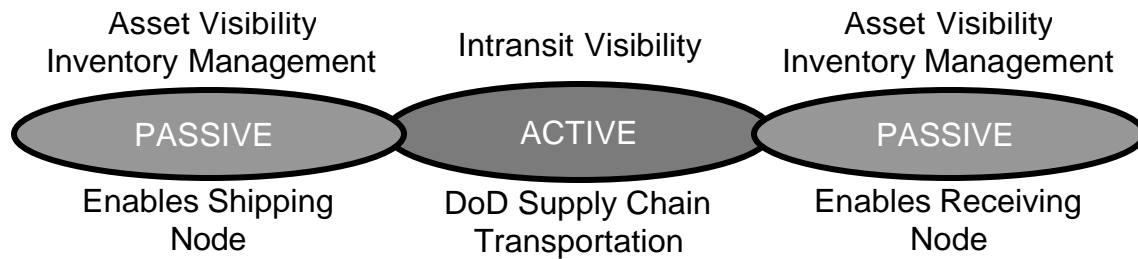 Asset Visibility
Inventory Management
PASSIVE
Enables Shipping
Node
Intransit Visibility
ACTIVE
DoD Supply Chain
Transportation
Asset Visibility
Inventory Management
PASSIVE
Enables Receiving
Node